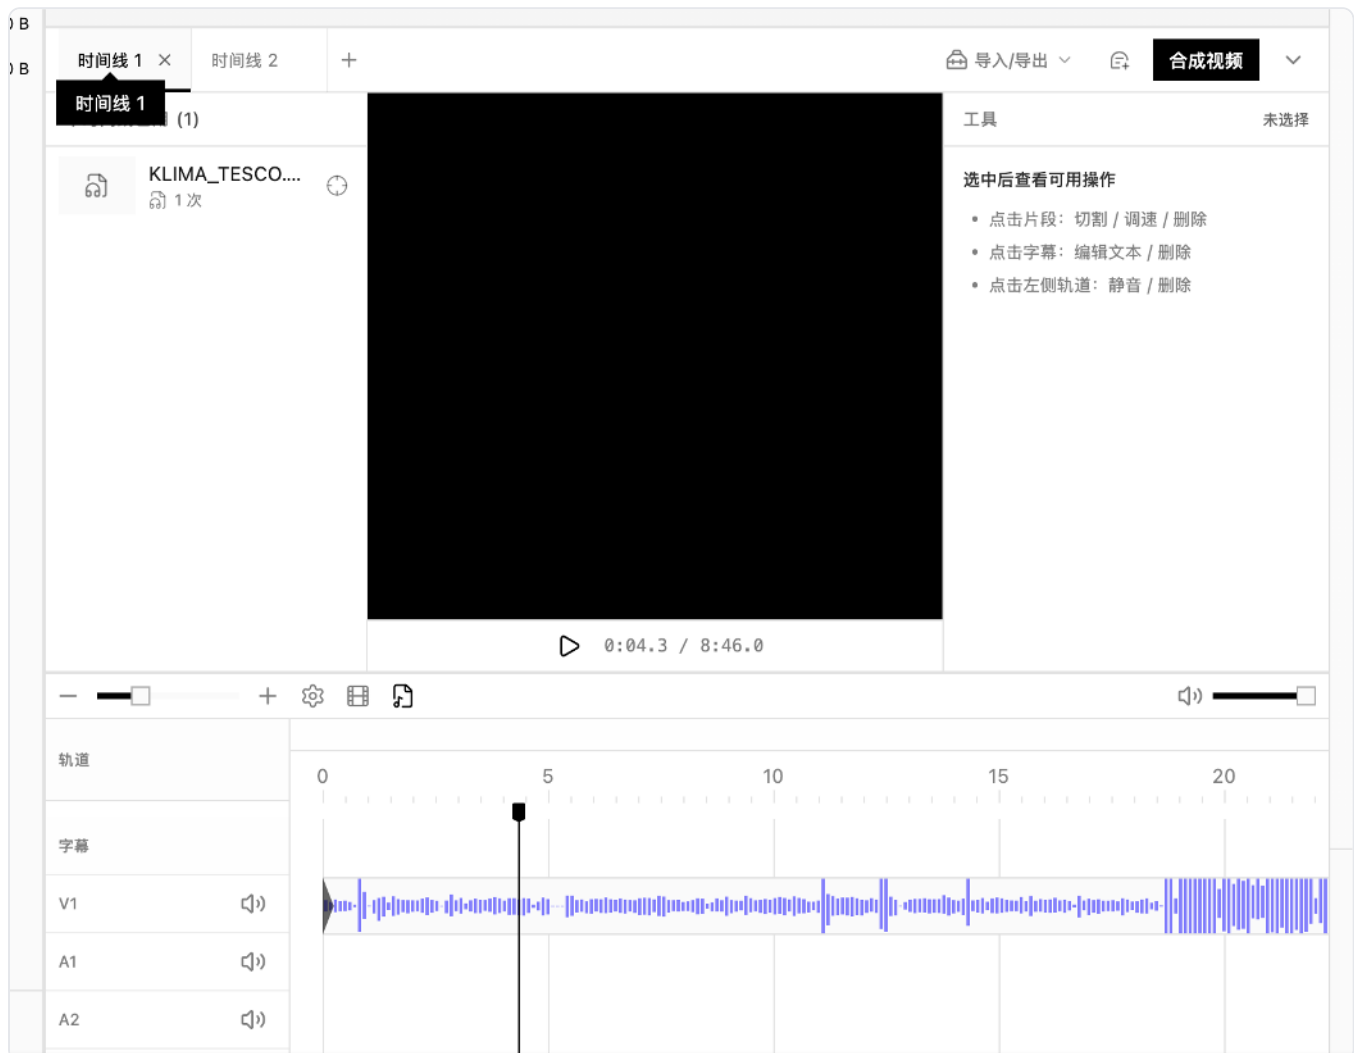 0 B
0 B
时间线 1
时间线 2
导入/导出
合成视频
时间线 1
(1)
KLIMA_TESCO....
1 次
工具
未选择
选中后查看可用操作
点击片段：切割 / 调速 / 删除
点击字幕：编辑文本 / 删除
点击左侧轨道：静音 / 删除
0:04.3 / 8:46.0
轨道
0 5 10 15 20
字幕
V1
A1
A2